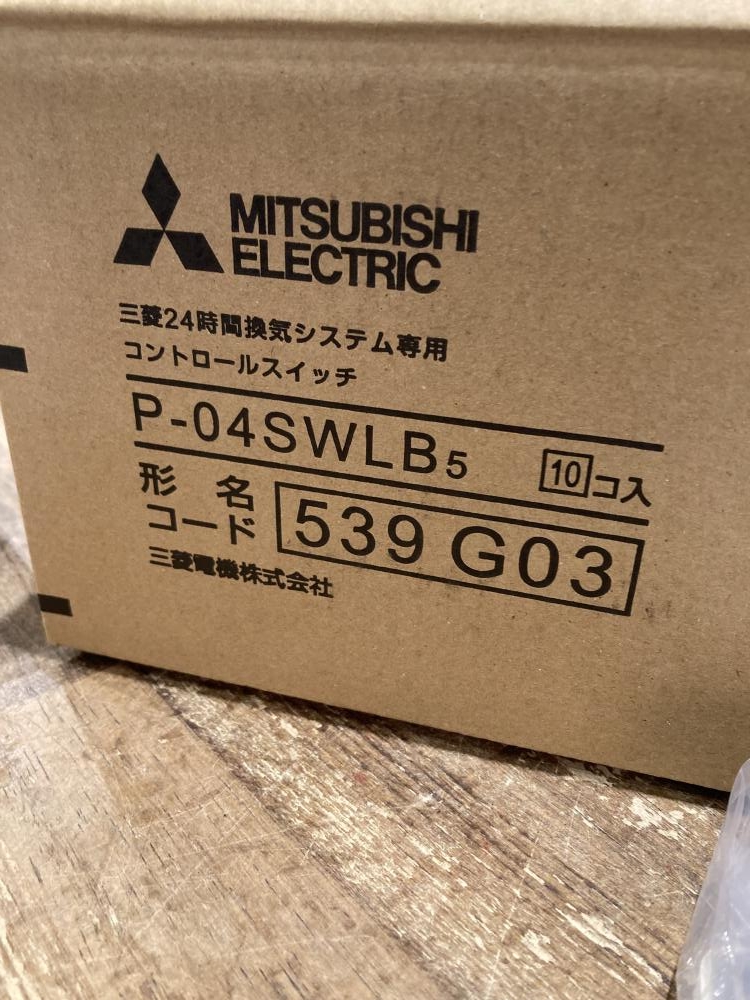 MITSUBISHI
ELECTRIC
三菱24時間換気システム専用
コントロールスイッチ
P-04SWLB5 10コ入
形名
コード 539 G03
三菱電機株式会社